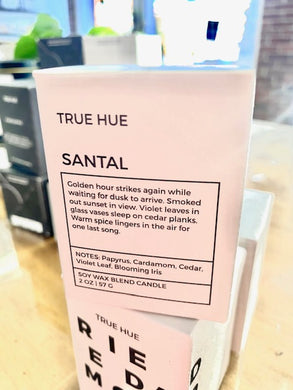 TRUE HUE
SANTAL
Golden hour strikes again while
waiting for dusk to arrive. Smoked
out sunset in view. Violet leaves in
glass vases sleep on cedar planks.
Warm spice lingers in the air for
one last song.
NOTES: Papyrus, Cardamom, Cedar,
Violet Leaf, Blooming Iris
SOY WAX BLEND CANDLE
2 OZ | 57 G
TRUE HUE
R I E
E D